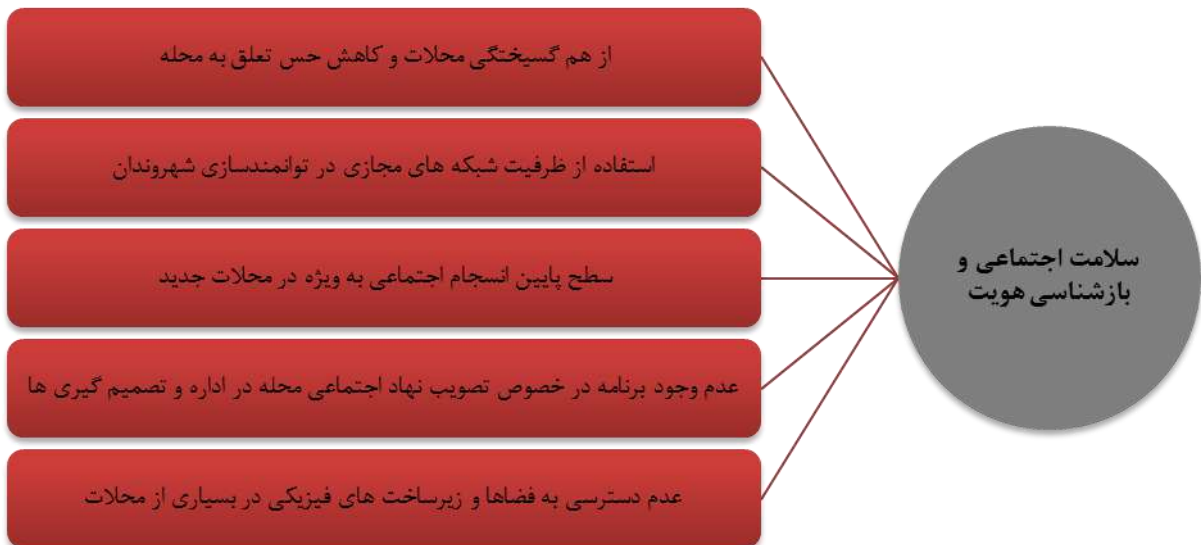 از هم گسیختگی محلات و کاهش حس تعلق به محله
استفاده از ظرفیت شبکه های مجازی در توانمندسازی شهروندان
سطح پایین انسجام اجتماعی به ویژه در محلات جدید
عدم وجود برنامه در خصوص تصویب نهاد اجتماعی محله در اداره و تصمیم گیری ها
عدم دسترسی به فضاها و زیرساخت های فیزیکی در بسیاری از محلات
سلامت اجتماعی و
بازشناسی هویت